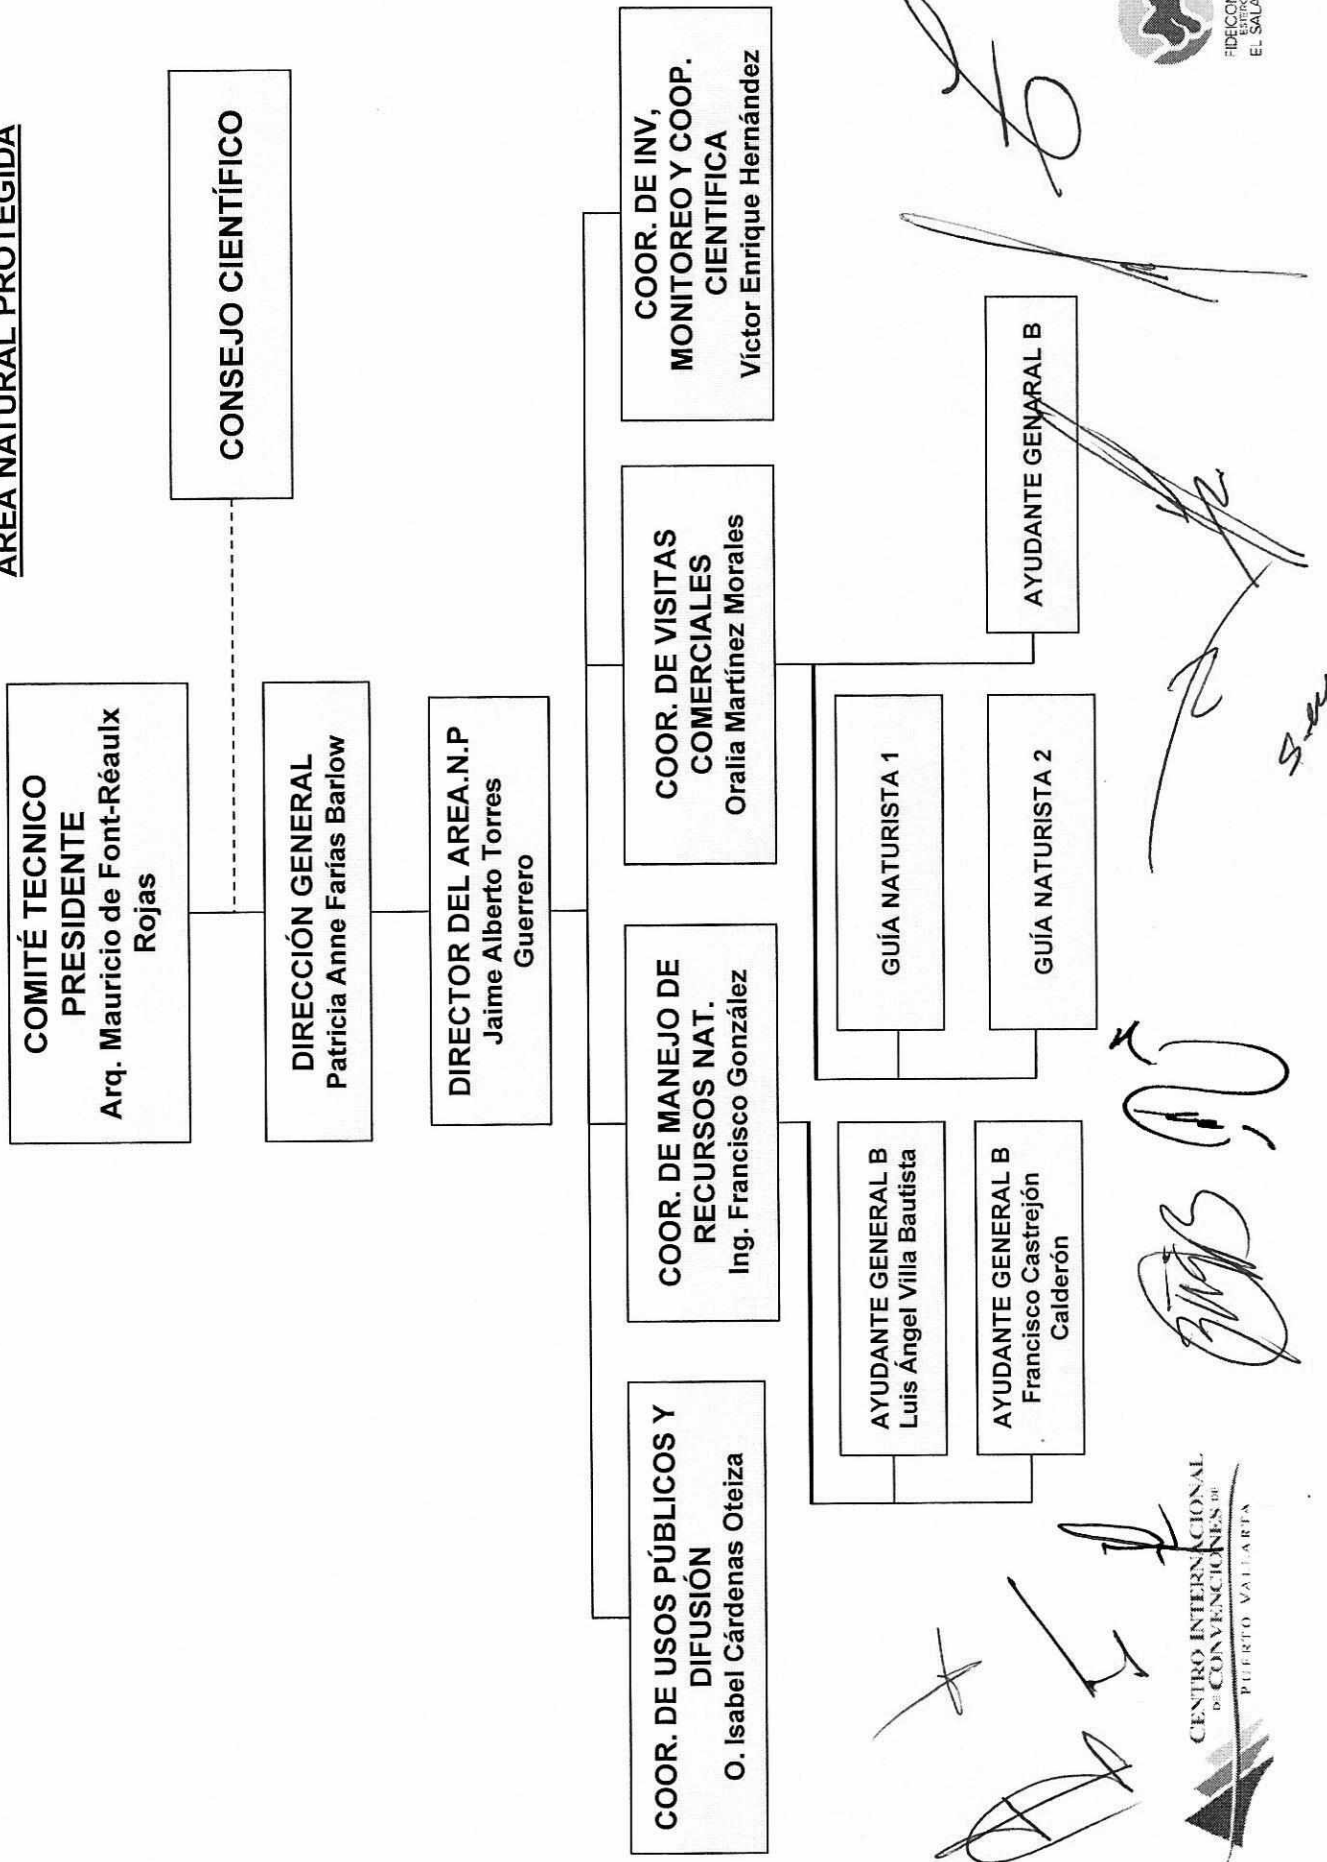 ÁREA NATURAL PROTEGIDA
COMITÉ TECNICO
PRESIDENTE
Arq. Mauricio de Font-Réaulx
Rojas
CONSEJO CIENTÍFICO
DIRECCIÓN GENERAL
Patricia Anne Farías Barlow
DIRECTOR DEL AREA.N.P
Jaime Alberto Torres
Guerrero
COOR. DE USOS PÚBLICOS Y
DIFUSIÓN
O. Isabel Cárdenas Oteiza
COOR. DE MANEJO DE
RECURSOS NAT.
Ing. Francisco González
COOR. DE VISITAS
COMERCIALES
Oralia Martínez Morales
COOR. DE INV,
MONITOREO Y COOP.
CIENTIFICA
Víctor Enrique Hernández
AYUDANTE GENERAL B
Luis Ángel Villa Bautista
AYUDANTE GENERAL B
Francisco Castrejón
Calderón
GUÍA NATURISTA 1
GUÍA NATURISTA 2
AYUDANTE GENARAL B
CENTRO INTERNACIONAL
DE CONVENCIONES DE
PUERTO VALLARTA
EL SALA